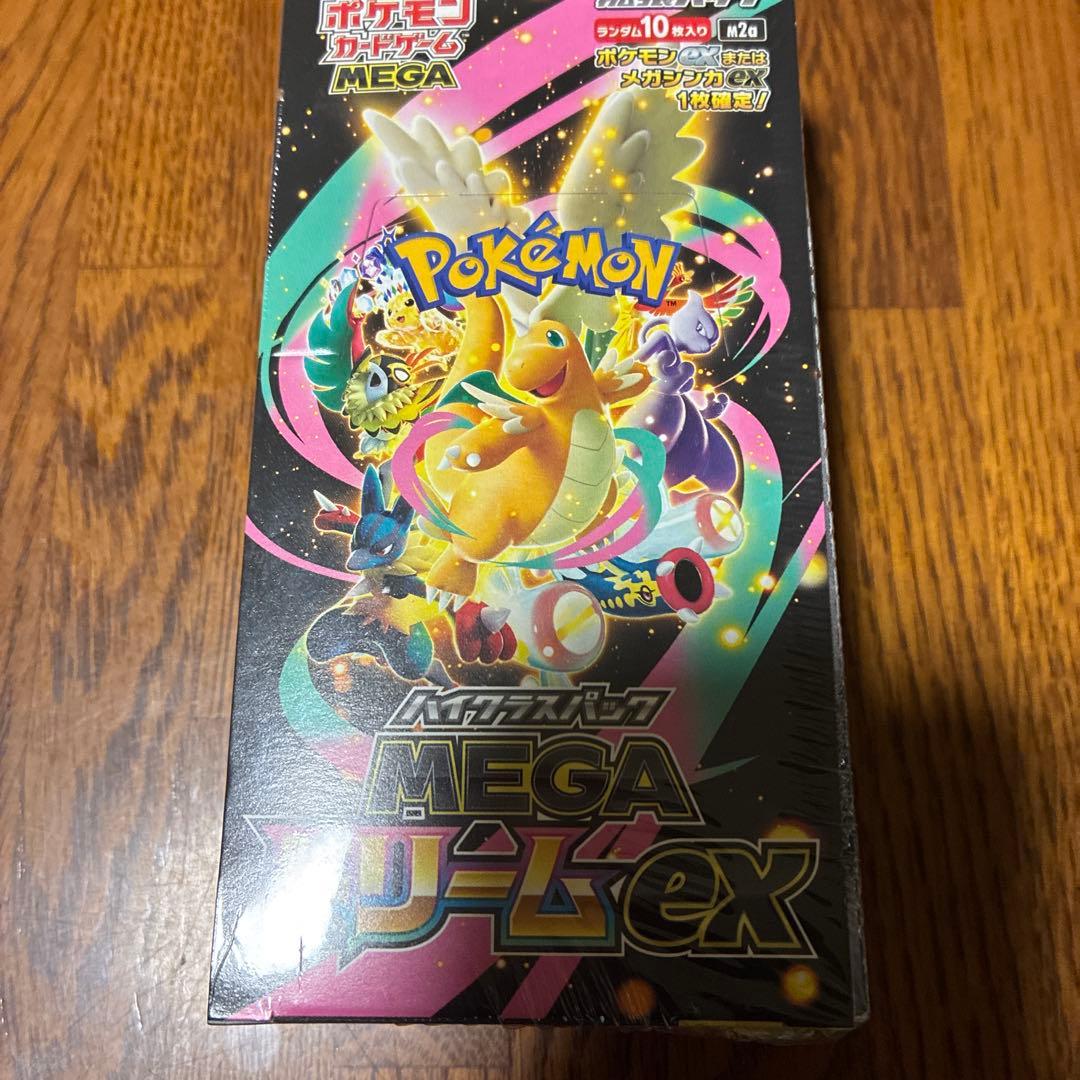 ポケモン
カードゲーム
MEGA
ランダム10枚入り M2a
ポケモンexまたは
メガシンカex
1枚確定!
POKéMON
TM
ハイクラスパック
MEGA
ドリームex